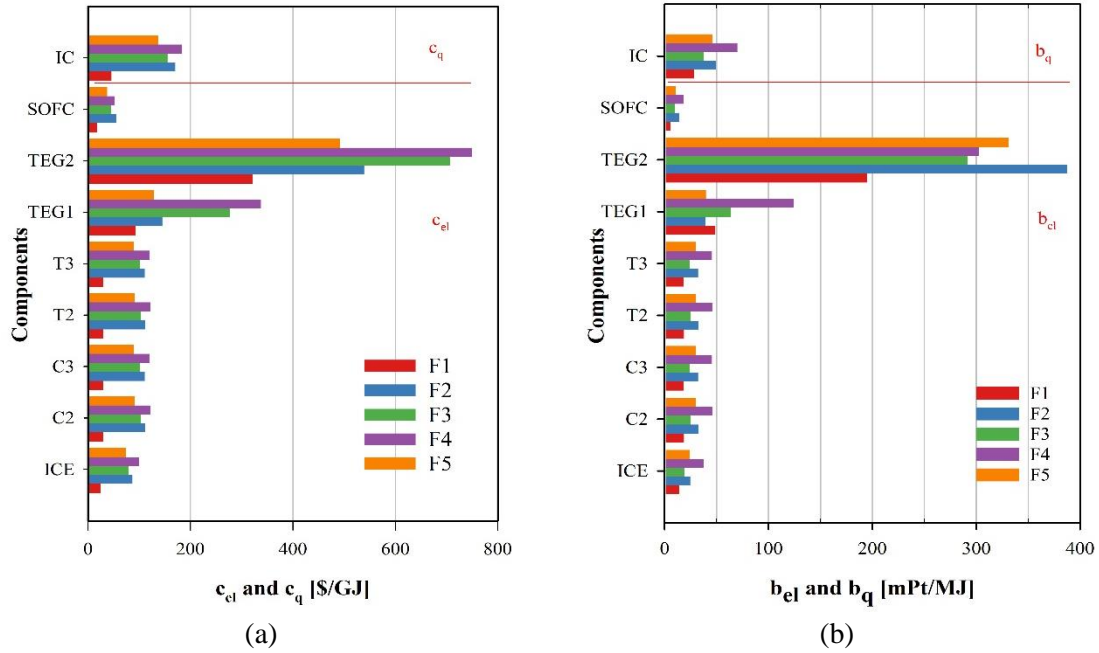 IC
SOFC
TEG2
TEG1
T3
T2
C3
C2
ICE
Components
c_q
c_el
F1
F2
F3
F4
F5
0 200 400 600 800
c_el and c_q [$/GJ]
(a)
IC
SOFC
TEG2
TEG1
T3
T2
C3
C2
ICE
Components
b_q
b_el
F1
F2
F3
F4
F5
0 100 200 300 400
b_el and b_q [mPt/MJ]
(b)